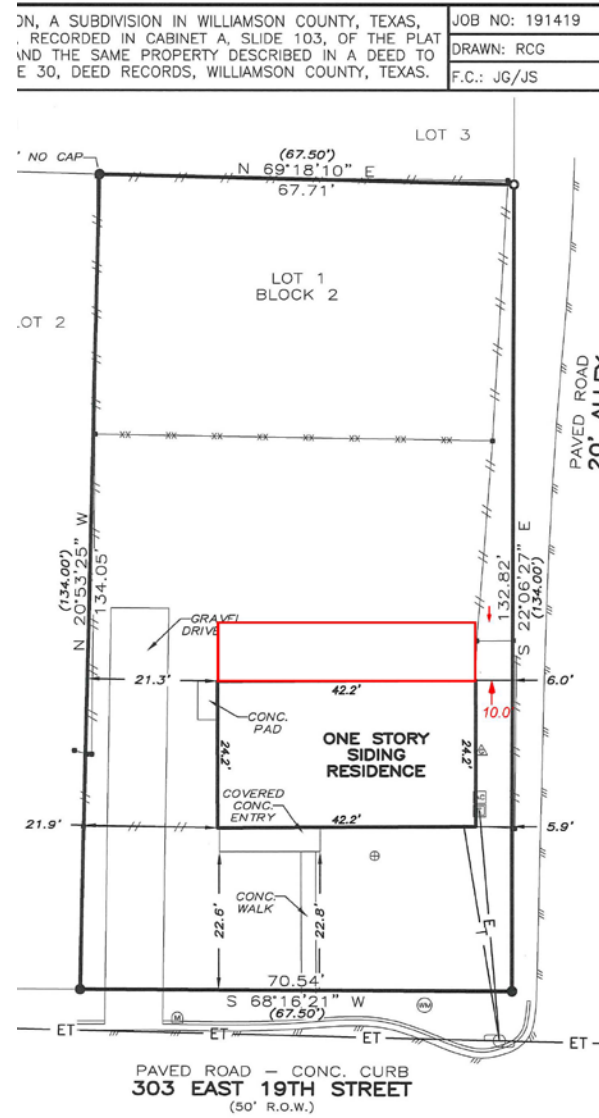 ON, A SUBDIVISION IN WILLIAMSON COUNTY, TEXAS,
, RECORDED IN CABINET A, SLIDE 103, OF THE PLAT
AND THE SAME PROPERTY DESCRIBED IN A DEED TO
E 30, DEED RECORDS, WILLIAMSON COUNTY, TEXAS.
JOB NO: 191419
DRAWN: RCG
F.C.: JG/JS
LOT 3
' NO CAP
(67.50')
N 69°18'10" E
67.71'
LOT 1
BLOCK 2
OT 2
PAVED ROAD
20' ALLEY
N 20°53'25" W
(134.00')
134.05'
132.82'
S 22°06'27" E
(134.00')
GRAVEL
DRIVE
21.3'
42.2'
6.0'
10.0
CONC.
PAD
24.2'
ONE STORY
SIDING
RESIDENCE
24.2'
COVERED
CONC.
ENTRY
21.9'
42.2'
5.9'
CONC.
WALK
22.6'
22.8'
ET
70.54'
S 68°16'21" W
(67.50')
M
WM
ET
ET
ET
ET
PAVED ROAD - CONC. CURB
303 EAST 19TH STREET
(50' R.O.W.)